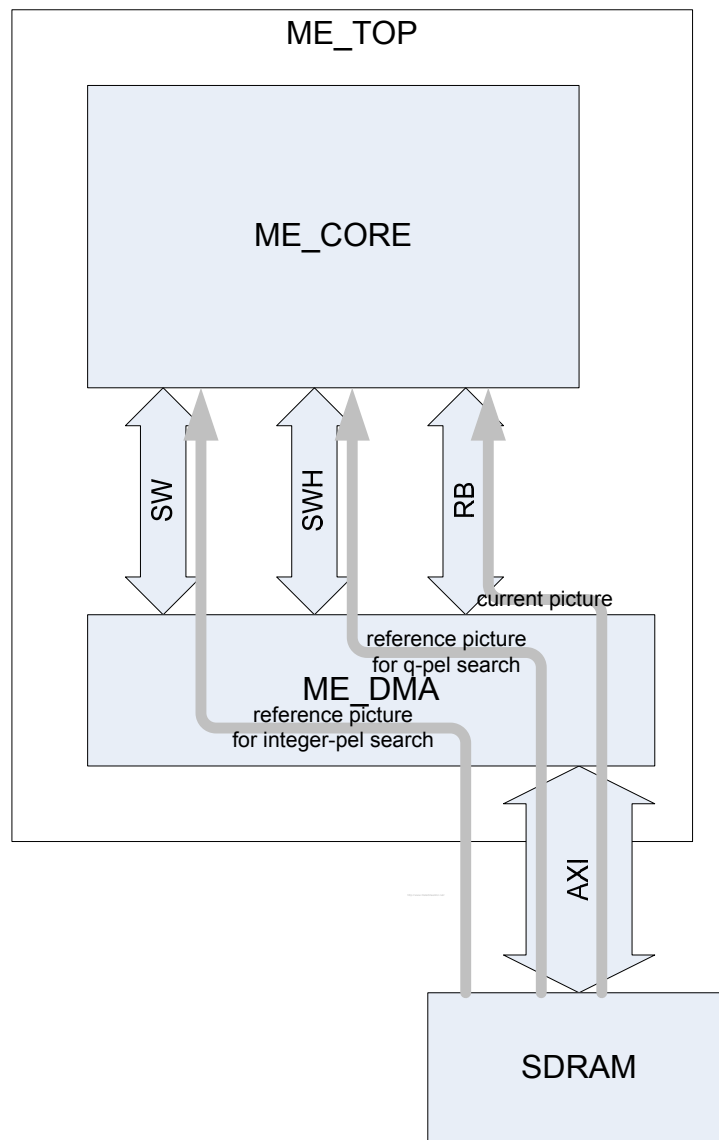 ME_TOP
ME_CORE
SW
SWH
RB
current picture
reference picture
for q-pel search
ME_DMA
reference picture
for integer-pel search
AXI
SDRAM